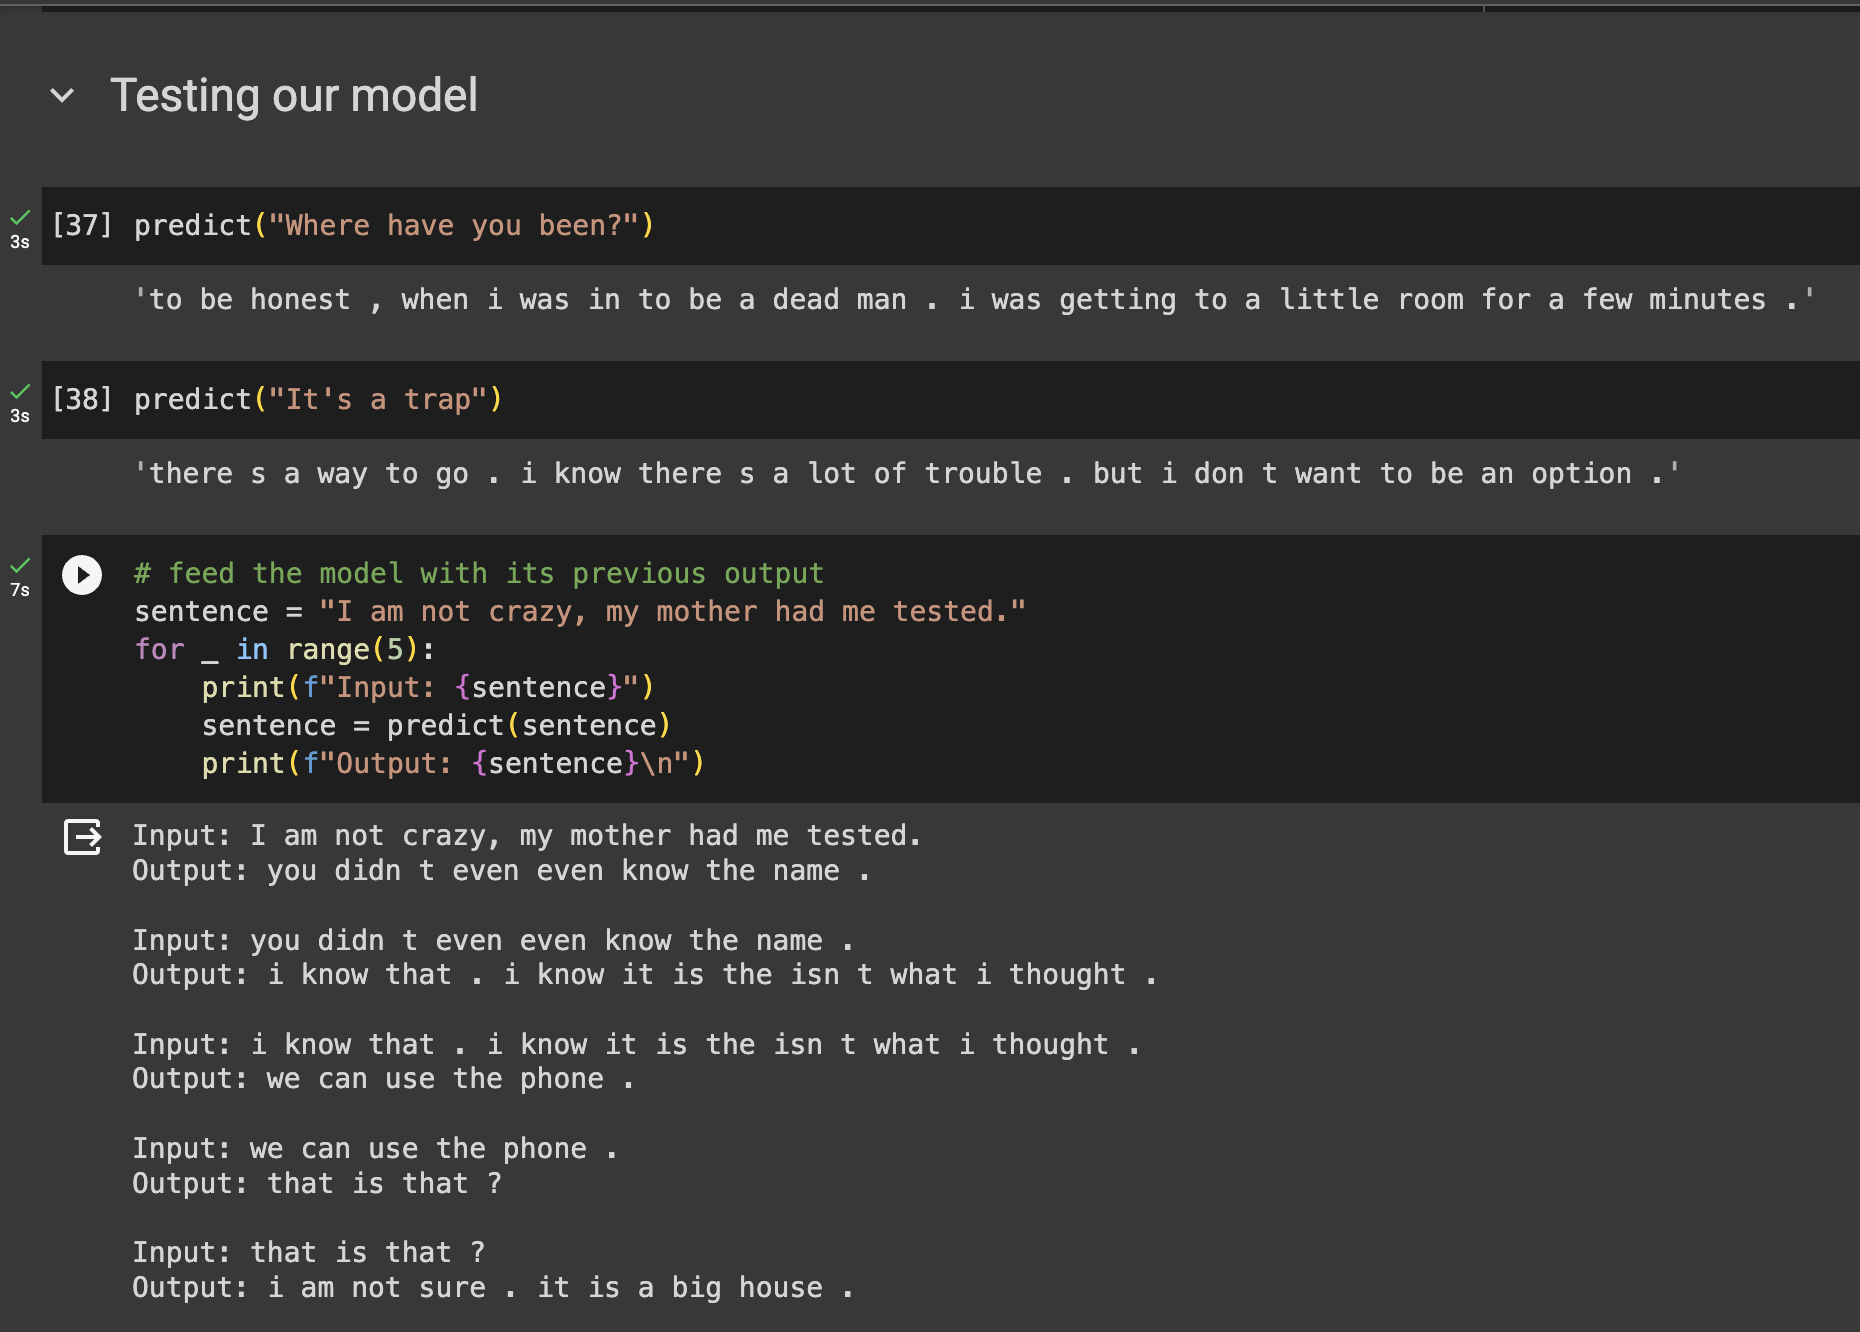 Testing our model
3s
[37] predict("Where have you been?")
'to be honest , when i was in to be a dead man . i was getting to a little room for a few minutes .'
3s
[38] predict("It's a trap")
'there s a way to go . i know there s a lot of trouble . but i don t want to be an option .'
7s
# feed the model with its previous output
sentence = "I am not crazy, my mother had me tested."
for _ in range(5):
    print(f"Input: {sentence}")
    sentence = predict(sentence)
    print(f"Output: {sentence}\n")
Input: I am not crazy, my mother had me tested.
Output: you didn t even even know the name .
Input: you didn t even even know the name .
Output: i know that . i know it is the isn t what i thought .
Input: i know that . i know it is the isn t what i thought .
Output: we can use the phone .
Input: we can use the phone .
Output: that is that ?
Input: that is that ?
Output: i am not sure . it is a big house .